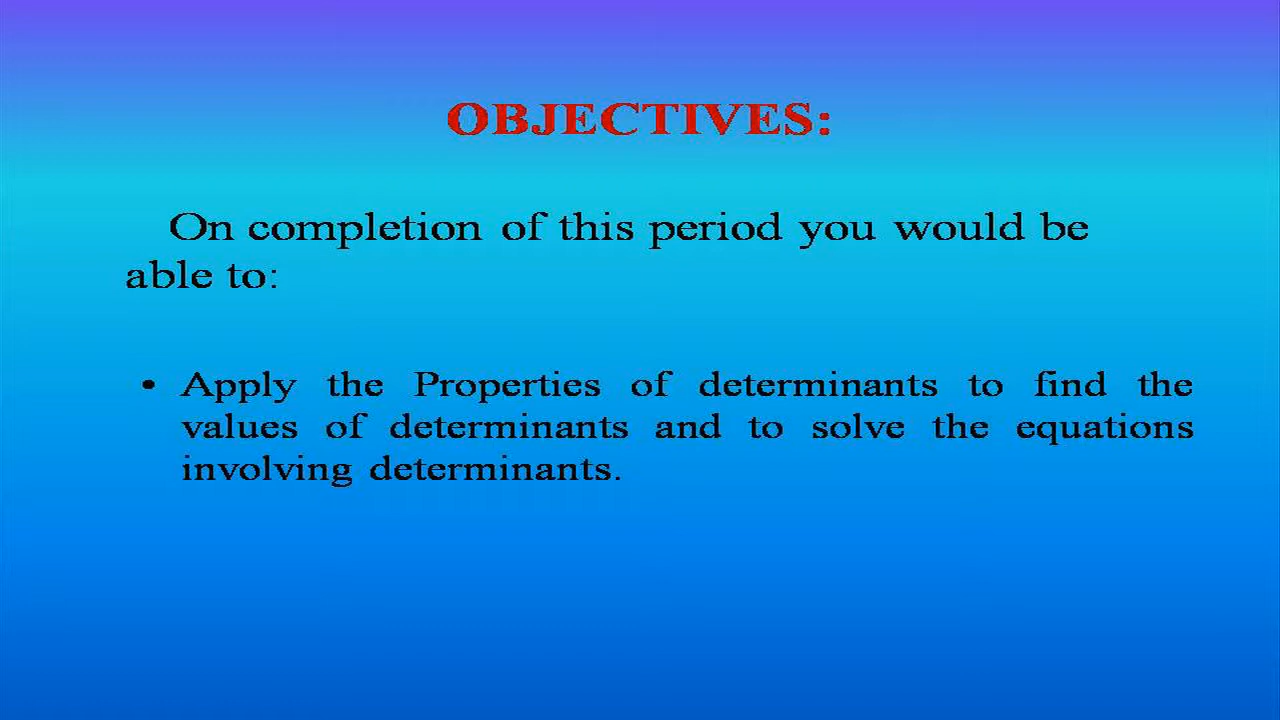 OBJECTIVES:
On completion of this period you would be
able to:
• Apply the Properties of determinants to find the
values of determinants and to solve the equations
involving determinants.